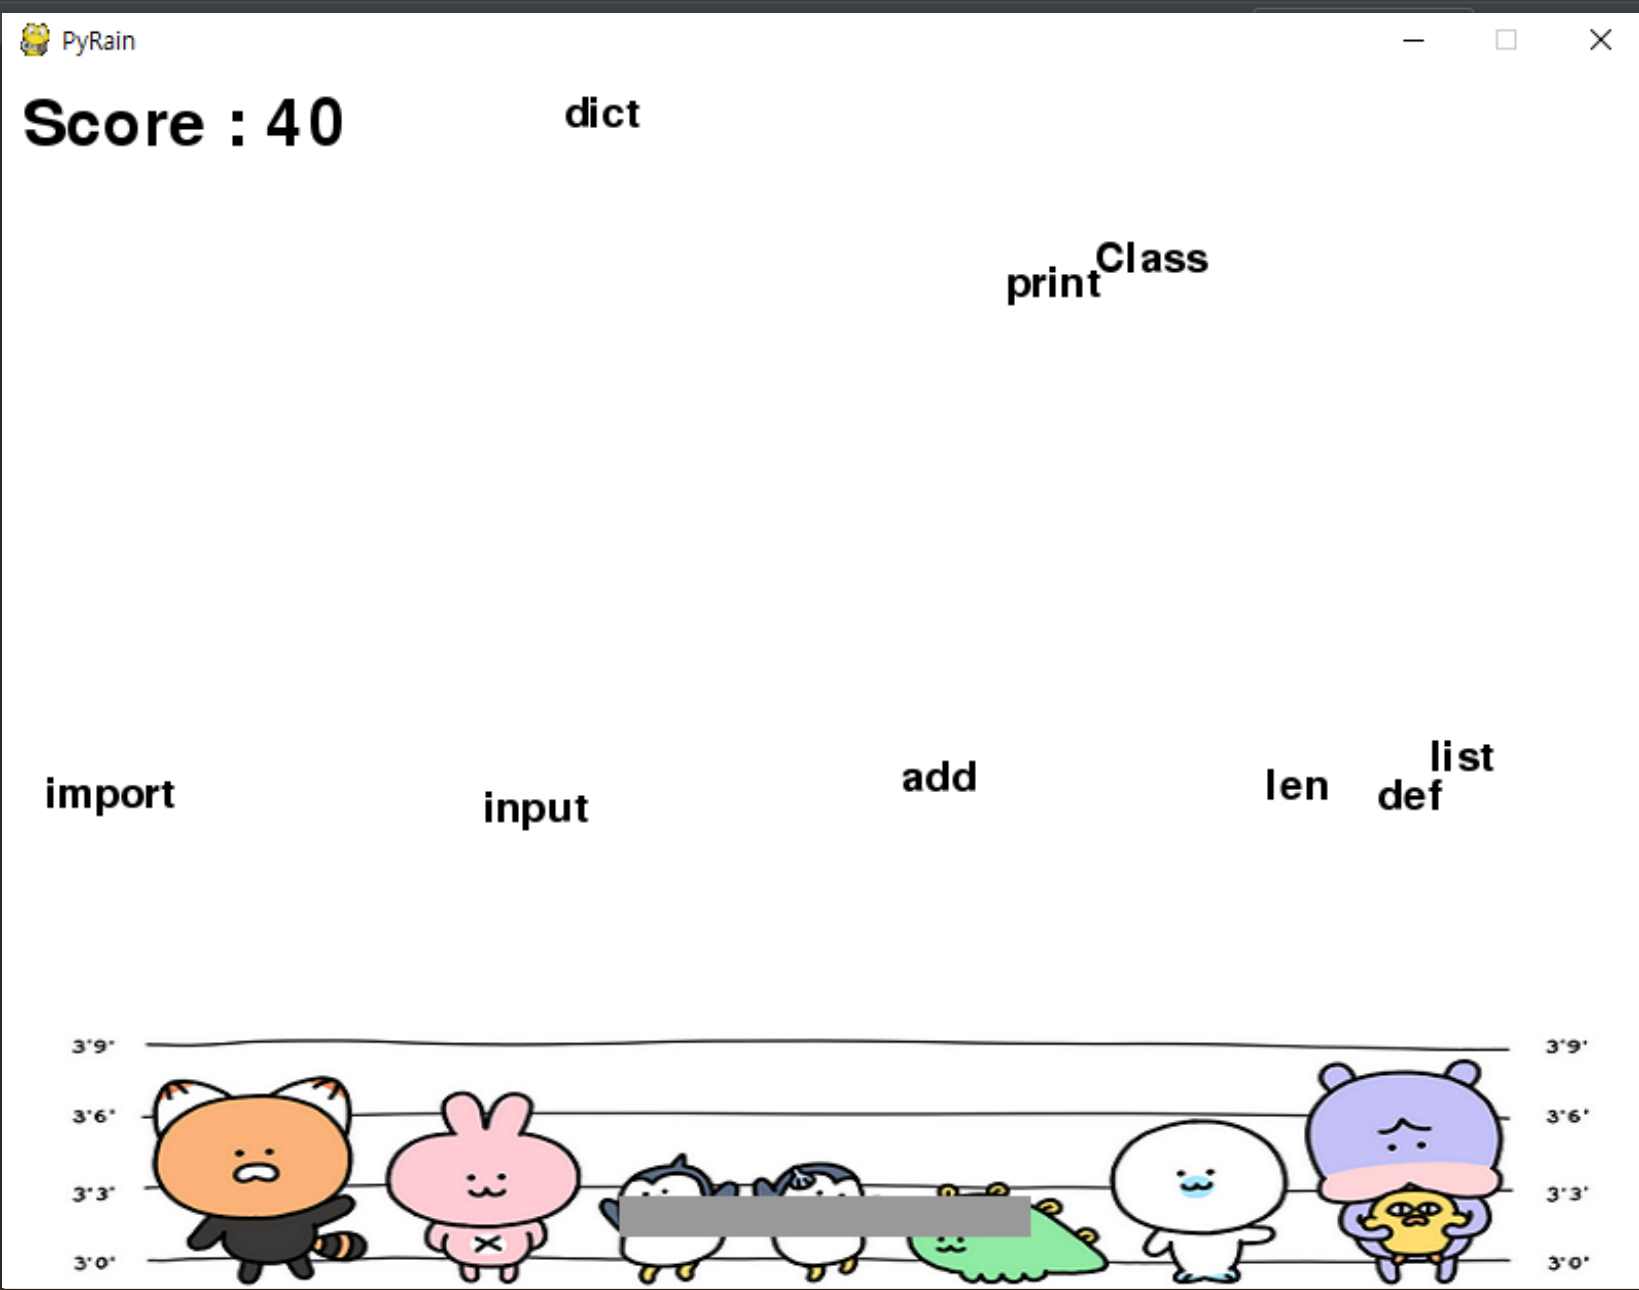 PyRain
Score : 40
dict
Class
print
list
add
len
import
def
input
3'9"
3'9'
3'6"
3'6'
3'3"
3'3'
3'0"
3'0'